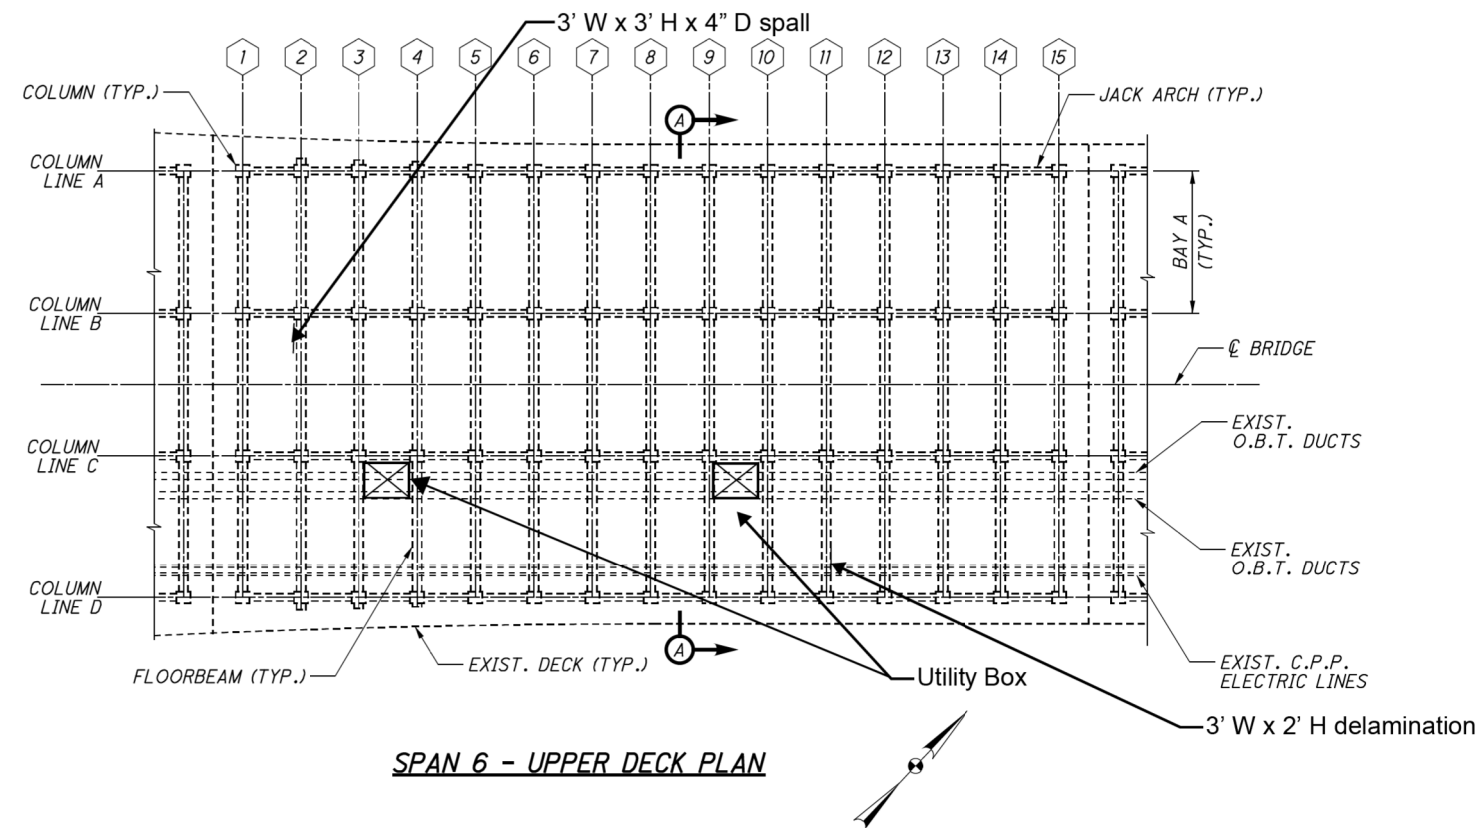 3’ W x 3’ H x 4” D spall
1
2
3
4
5
6
7
8
9
10
11
12
13
14
15
COLUMN (TYP.)
JACK ARCH (TYP.)
A
COLUMN
LINE A
BAY A
(TYP.)
COLUMN
LINE B
℄ BRIDGE
COLUMN
LINE C
EXIST.
O.B.T. DUCTS
EXIST.
O.B.T. DUCTS
COLUMN
LINE D
A
FLOORBEAM (TYP.)
EXIST. DECK (TYP.)
EXIST. C.P.P.
ELECTRIC LINES
Utility Box
3’ W x 2’ H delamination
SPAN 6 - UPPER DECK PLAN